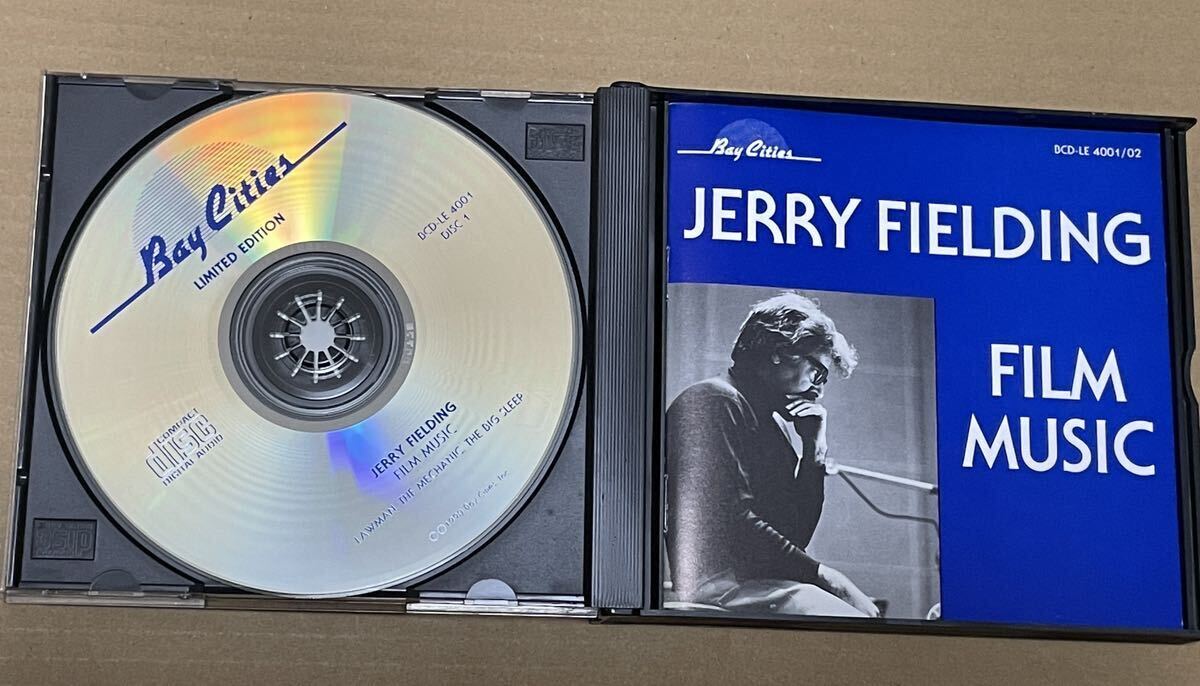 Bay Cities
LIMITED EDITION
BCD-LE 4001
DISC 1
COMPACT
disc
DIGITAL AUDIO
JERRY FIELDING
FILM MUSIC
LAWMAN THE MECHANIC THE BIG SLEEP
Bay Cities
BCD-LE 4001/02
JERRY FIELDING
FILM
MUSIC